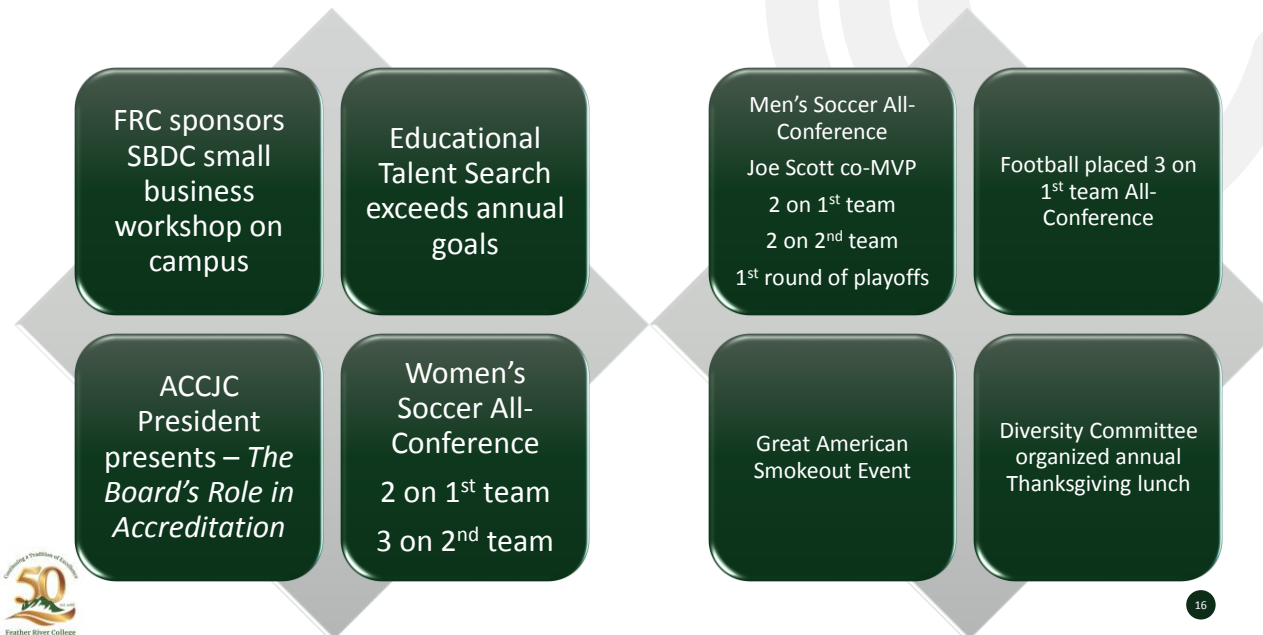 FRC sponsors
SBDC small
business
workshop on
campus
Educational
Talent Search
exceeds annual
goals
ACCJC
President
presents – The
Board’s Role in
Accreditation
Women’s
Soccer All-
Conference
2 on 1st team
3 on 2nd team
Men’s Soccer All-
Conference
Joe Scott co-MVP
2 on 1st team
2 on 2nd team
1st round of playoffs
Football placed 3 on
1st team All-
Conference
Great American
Smokeout Event
Diversity Committee
organized annual
Thanksgiving lunch
Continuing a Tradition of Excellence
50
Feather River College
16